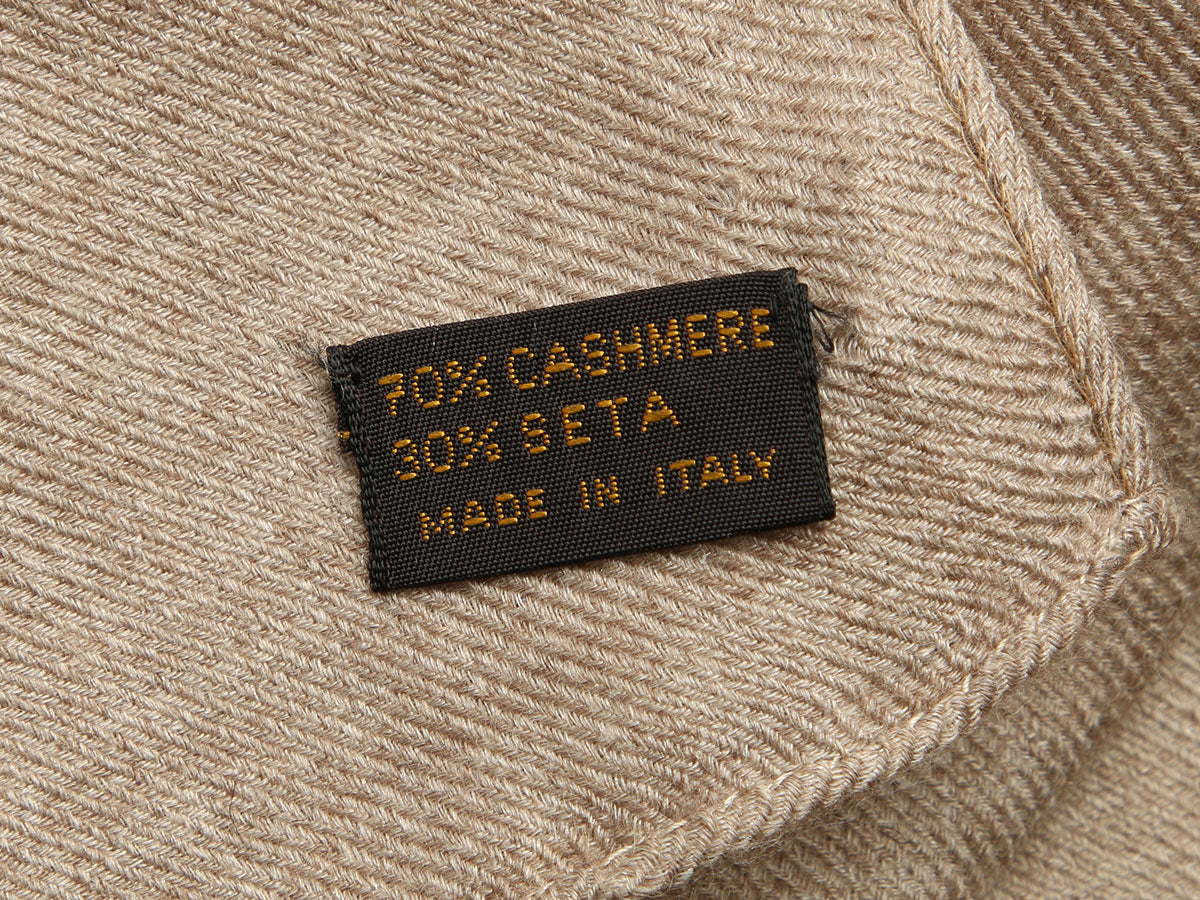 70% CASHMERE
30% SETA
MADE IN ITALY